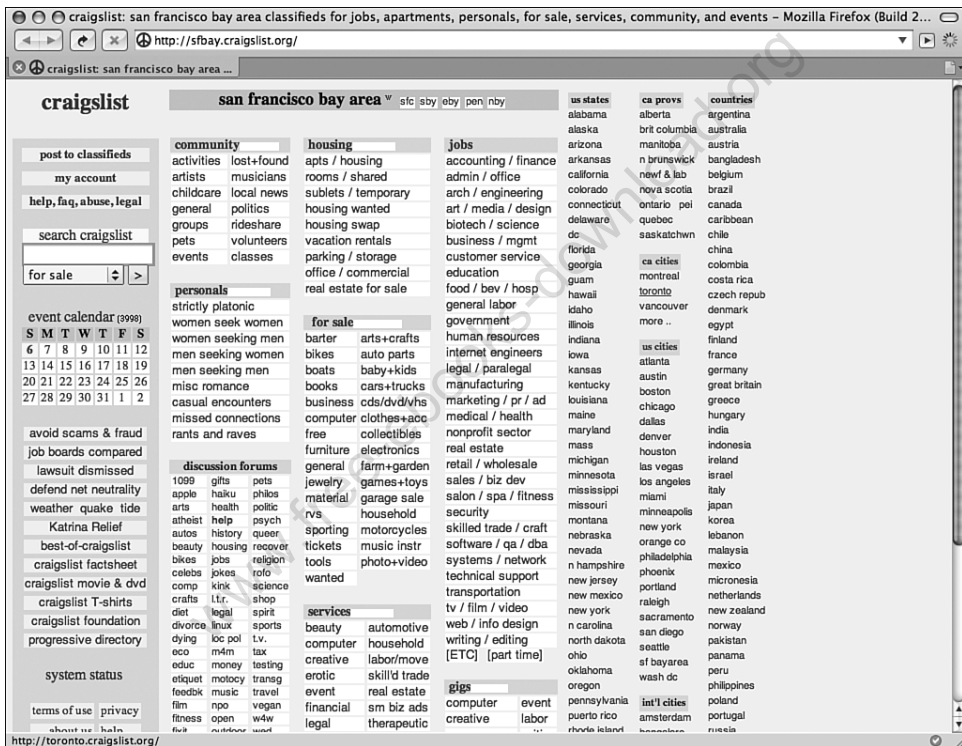 craigslist: san francisco bay area classifieds for jobs, apartments, personals, for sale, services, community, and events – Mozilla Firefox (Build 2...
http://sfbay.craigslist.org/
craigslist: san francisco bay area ...
craigslist
post to classifieds
my account
help, faq, abuse, legal
search craigslist
for sale
>
event calendar (3998)
S M T W T F S
6 7 8 9 10 11 12
13 14 15 16 17 18 19
20 21 22 23 24 25 26
27 28 29 30 31 1 2
avoid scams & fraud
job boards compared
lawsuit dismissed
defend net neutrality
weather quake tide
Katrina Relief
best-of-craigslist
craigslist factsheet
craigslist movie & dvd
craigslist T-shirts
craigslist foundation
progressive directory
system status
terms of use privacy
about us help
san francisco bay area w sfc sby eby pen nby
community
activities lost+found
artists musicians
childcare local news
general politics
groups rideshare
pets volunteers
events classes
personals
strictly platonic
women seek women
women seeking men
men seeking women
men seeking men
misc romance
casual encounters
missed connections
rants and raves
discussion forums
1099 gifts pets
apple haiku philos
arts health politic
atheist help psych
autos history queer
beauty housing recover
bikes jobs religion
celebs jokes rofo
comp kink science
crafts l.t.r. shop
diet legal spirit
divorce linux sports
dying loc pol t.v.
eco m4m tax
educ money testing
etiquet motocy transg
feedbk music travel
film npo vegan
fitness open w4w
fixit outdoor wed
housing
apts / housing
rooms / shared
sublets / temporary
housing wanted
housing swap
vacation rentals
parking / storage
office / commercial
real estate for sale
for sale
barter arts+crafts
bikes auto parts
boats baby+kids
books cars+trucks
business cds/dvd/vhs
computer clothes+acc
free collectibles
furniture electronics
general farm+garden
jewelry games+toys
material garage sale
rvs household
sporting motorcycles
tickets music instr
tools photo+video
wanted
services
beauty automotive
computer household
creative labor/move
erotic skill'd trade
event real estate
financial sm biz ads
legal therapeutic
jobs
accounting / finance
admin / office
arch / engineering
art / media / design
biotech / science
business / mgmt
customer service
education
food / bev / hosp
general labor
government
human resources
internet engineers
legal / paralegal
manufacturing
marketing / pr / ad
medical / health
nonprofit sector
real estate
retail / wholesale
sales / biz dev
salon / spa / fitness
security
skilled trade / craft
software / qa / dba
systems / network
technical support
transportation
tv / film / video
web / info design
writing / editing
[ETC] [part time]
gigs
computer event
creative labor
us states
alabama
alaska
arizona
arkansas
california
colorado
connecticut
delaware
dc
florida
georgia
guam
hawaii
idaho
illinois
indiana
iowa
kansas
kentucky
louisiana
maine
maryland
mass
michigan
minnesota
mississippi
missouri
montana
nebraska
nevada
n hampshire
new jersey
new mexico
new york
n carolina
north dakota
ohio
oklahoma
oregon
pennsylvania
puerto rico
rhode island
ca provs
alberta
brit columbia
manitoba
n brunswick
newf & lab
nova scotia
ontario pei
quebec
saskatchwn
ca cities
montreal
toronto
vancouver
more ..
us cities
atlanta
austin
boston
chicago
dallas
denver
houston
las vegas
los angeles
miami
minneapolis
new york
orange co
philadelphia
phoenix
portland
raleigh
sacramento
san diego
seattle
sf bayarea
wash dc
int'l cities
amsterdam
bangalore
countries
argentina
australia
austria
bangladesh
belgium
brazil
canada
caribbean
chile
china
colombia
costa rica
czech repub
denmark
egypt
finland
france
germany
great britain
greece
hungary
india
indonesia
ireland
israel
italy
japan
korea
lebanon
malaysia
mexico
micronesia
netherlands
new zealand
norway
pakistan
panama
peru
philippines
poland
portugal
russia
http://toronto.craigslist.org/
www.free-ebooks-download.org